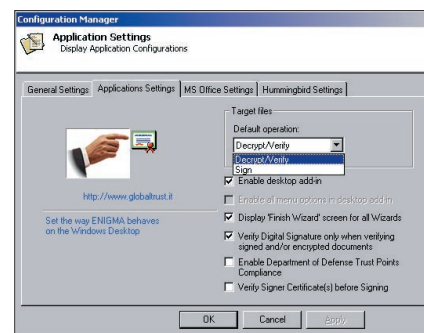 Configuration Manager
Application Settings
Display Application Configurations
General Settings
Applications Settings
MS Office Settings
Hummingbird Settings
http://www.globaltrust.it
Set the way ENIGMA behaves
on the Windows Desktop
Target files
Default operation:
Decrypt/Verify
Decrypt/Verify
Sign
Enable desktop add-in
Enable all menu options in desktop add-in
Display 'Finish Wizard' screen for all Wizards
Verify Digital Signature only when verifying
signed and/or encrypted documents
Enable Department of Defense Trust Points
Compliance
Verify Signer Certificate(s) before Signing
OK
Cancel
Apply